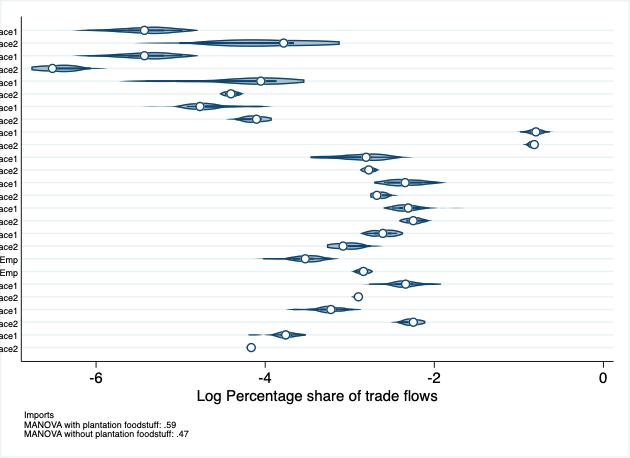 ace1
ace2
ace1
ace2
ace1
ace2
ace1
ace2
ace1
ace2
ace1
ace2
ace1
ace2
ace1
ace2
ace1
ace2
Emp
Emp
ace1
ace2
ace1
ace2
ace1
ace2
-6 -4 -2 0
Log Percentage share of trade flows
Imports
MANOVA with plantation foodstuff: .59
MANOVA without plantation foodstuff: .47